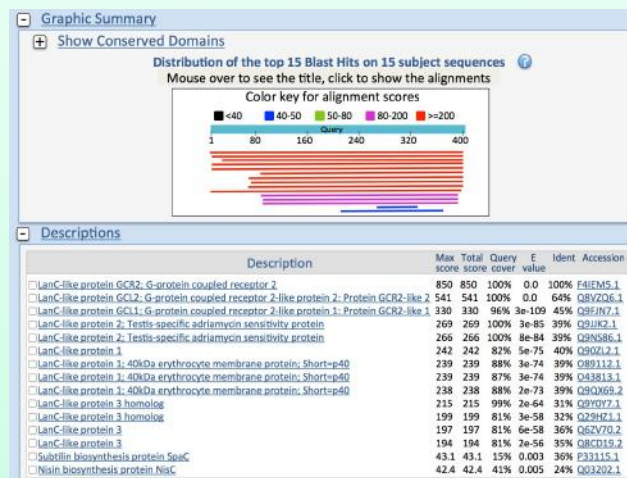 Graphic Summary
Show Conserved Domains
Distribution of the top 15 Blast Hits on 15 subject sequences
Mouse over to see the title, click to show the alignments
Color key for alignment scores
<40 40-50 50-80 80-200 >=200
Query
1 80 160 240 320 400
Descriptions
Description Max score Total score Query cover E value Ident Accession
LanC-like protein GCR2; G-protein coupled receptor 2 850 850 100% 0.0 100% F4IEM5.1
LanC-like protein GCL2; G-protein coupled receptor 2-like protein 2; Protein GCR2-like 2 541 541 100% 0.0 64% Q8VZQ6.1
LanC-like protein GCL1; G-protein coupled receptor 2-like protein 1; Protein GCR2-like 1 330 330 96% 3e-109 45% Q9FJN7.1
LanC-like protein 2; Testis-specific adriamycin sensitivity protein 269 269 100% 3e-85 39% Q9JJK2.1
LanC-like protein 2; Testis-specific adriamycin sensitivity protein 266 266 100% 8e-84 39% Q9NS86.1
LanC-like protein 1 242 242 82% 5e-75 40% Q90ZL2.1
LanC-like protein 1; 40kDa erythrocyte membrane protein; Short=p40 239 239 88% 3e-74 39% O89112.1
LanC-like protein 1; 40kDa erythrocyte membrane protein; Short=p40 239 239 87% 3e-74 39% O43813.1
LanC-like protein 1; 40kDa erythrocyte membrane protein; Short=p40 238 238 88% 2e-73 39% Q9QX69.2
LanC-like protein 3 homolog 215 215 99% 2e-64 31% Q9Y0Y7.1
LanC-like protein 3 homolog 199 199 81% 3e-58 32% Q29HZ1.1
LanC-like protein 3 197 197 81% 6e-58 36% Q6ZV70.2
LanC-like protein 3 194 194 81% 2e-56 35% Q8CD19.2
Subtilin biosynthesis protein SpaC 43.1 43.1 15% 0.003 36% P33115.1
Nisin biosynthesis protein NisC 42.4 42.4 41% 0.005 24% Q03202.1